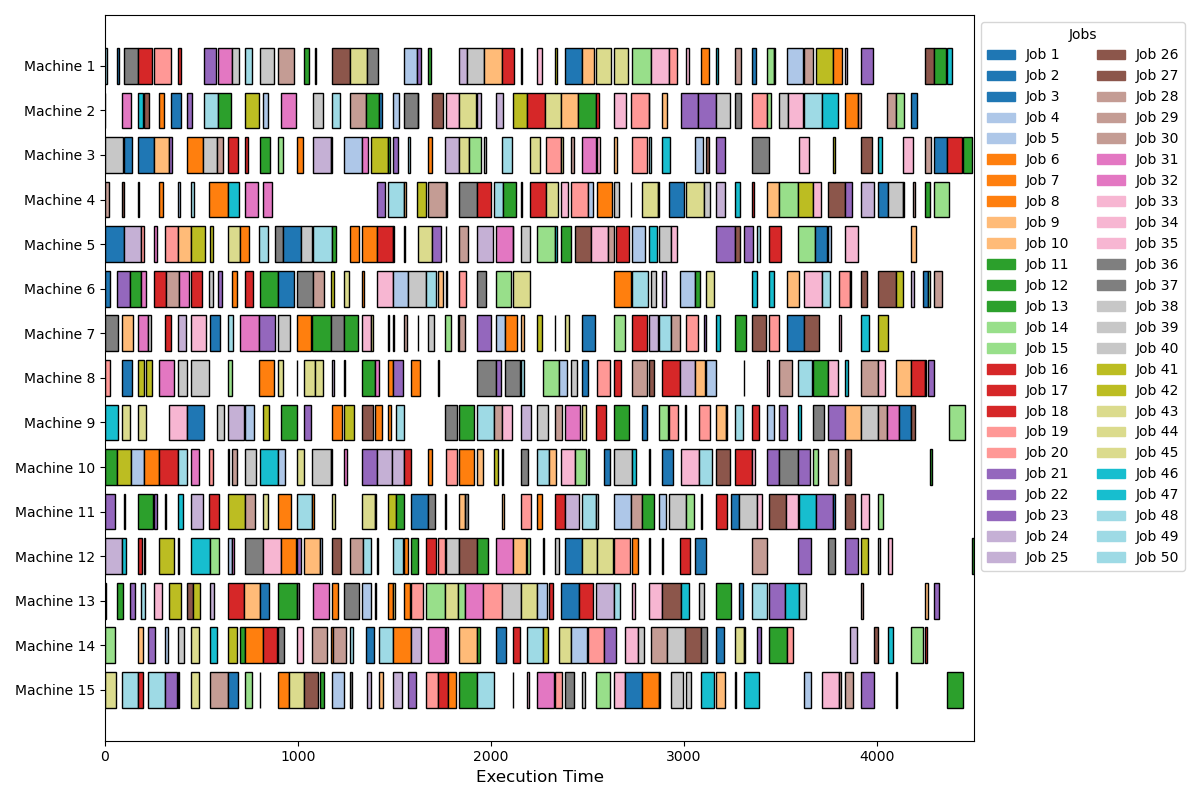 Machine 1
Machine 2
Machine 3
Machine 4
Machine 5
Machine 6
Machine 7
Machine 8
Machine 9
Machine 10
Machine 11
Machine 12
Machine 13
Machine 14
Machine 15
0 1000 2000 3000 4000
Execution Time
Jobs
Job 1
Job 2
Job 3
Job 4
Job 5
Job 6
Job 7
Job 8
Job 9
Job 10
Job 11
Job 12
Job 13
Job 14
Job 15
Job 16
Job 17
Job 18
Job 19
Job 20
Job 21
Job 22
Job 23
Job 24
Job 25
Job 26
Job 27
Job 28
Job 29
Job 30
Job 31
Job 32
Job 33
Job 34
Job 35
Job 36
Job 37
Job 38
Job 39
Job 40
Job 41
Job 42
Job 43
Job 44
Job 45
Job 46
Job 47
Job 48
Job 49
Job 50